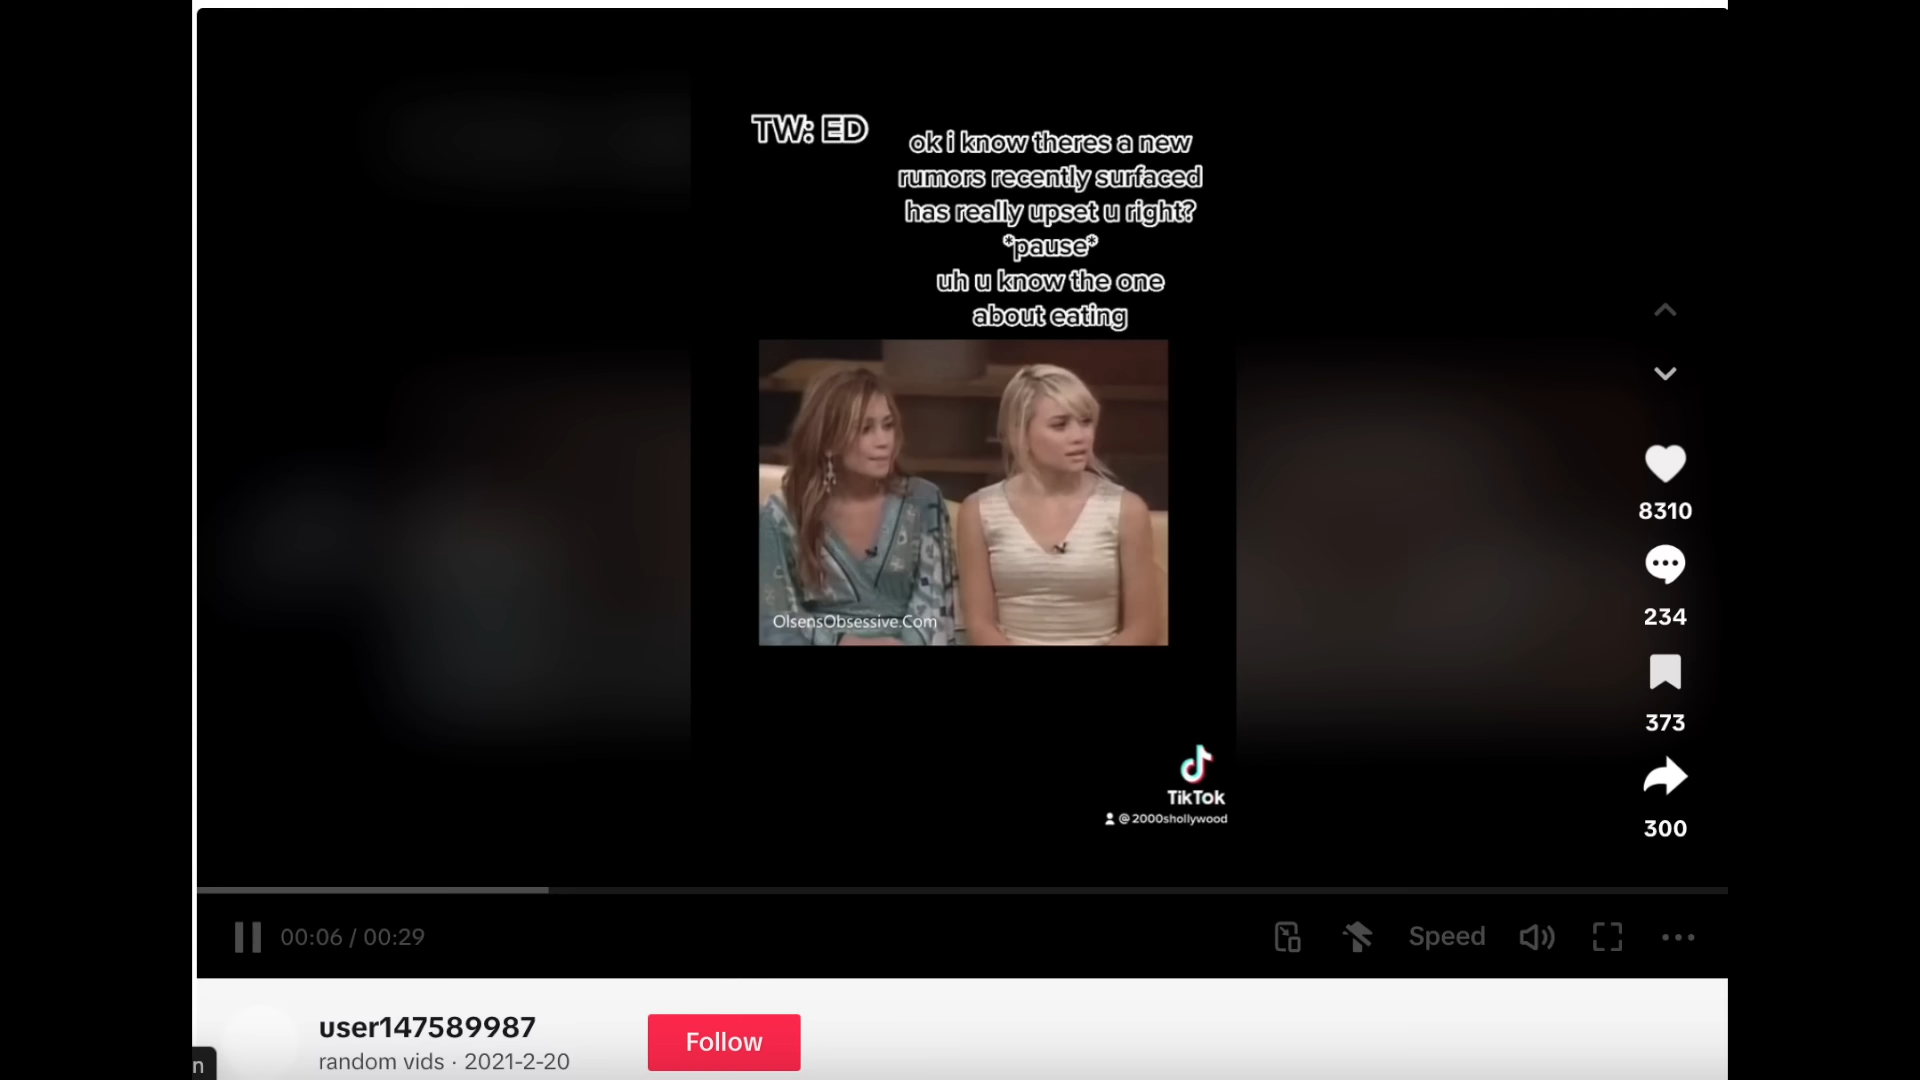 TW: ED
ok i know theres a new
rumors recently surfaced
has really upset u right?
*pause*
uh u know the one
about eating
OlsensObsessive.Com
TikTok
@2000shollywood
8310
234
373
300
00:06 / 00:29
Speed
user147589987
random vids · 2021-2-20
Follow
n